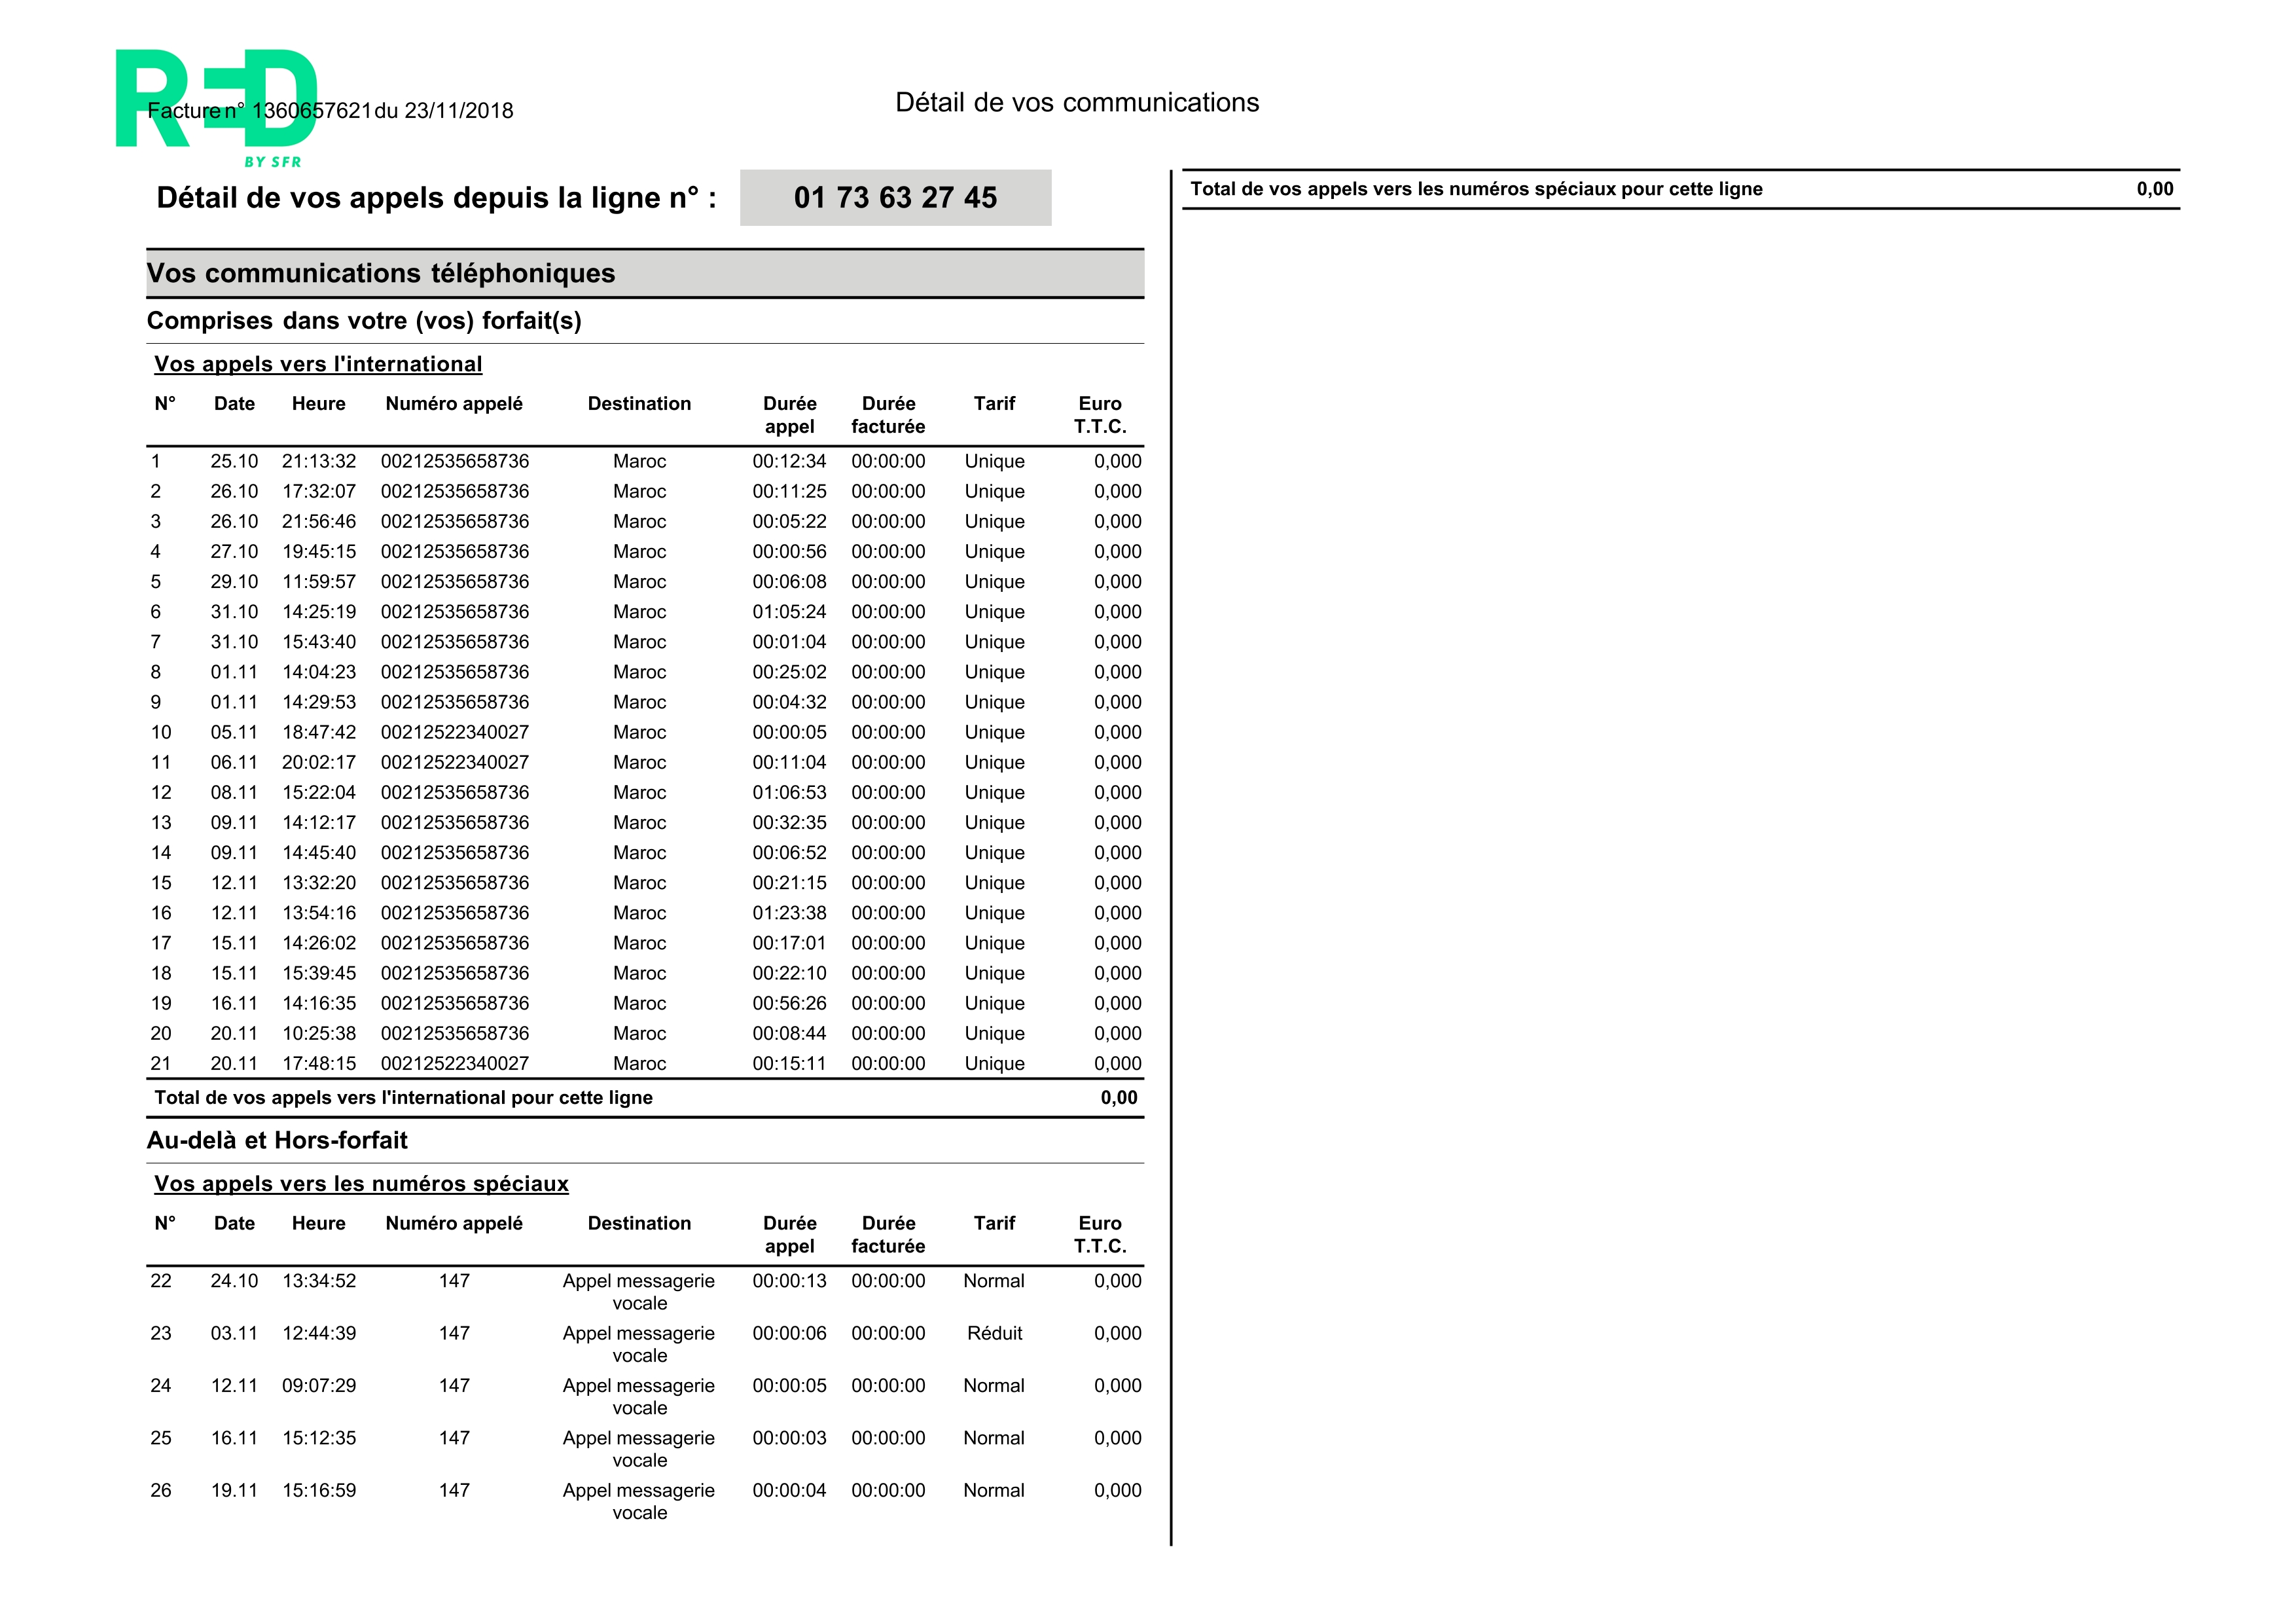 RED
Facture n° 1360657621 du 23/11/2018
BY SFR
Détail de vos communications
Détail de vos appels depuis la ligne n° : 01 73 63 27 45
Vos communications téléphoniques
Comprises dans votre (vos) forfait(s)
Vos appels vers l'international
N° Date Heure Numéro appelé Destination Durée appel Durée facturée Tarif Euro T.T.C.
1 25.10 21:13:32 00212535658736 Maroc 00:12:34 00:00:00 Unique 0,000
2 26.10 17:32:07 00212535658736 Maroc 00:11:25 00:00:00 Unique 0,000
3 26.10 21:56:46 00212535658736 Maroc 00:05:22 00:00:00 Unique 0,000
4 27.10 19:45:15 00212535658736 Maroc 00:00:56 00:00:00 Unique 0,000
5 29.10 11:59:57 00212535658736 Maroc 00:06:08 00:00:00 Unique 0,000
6 31.10 14:25:19 00212535658736 Maroc 01:05:24 00:00:00 Unique 0,000
7 31.10 15:43:40 00212535658736 Maroc 00:01:04 00:00:00 Unique 0,000
8 01.11 14:04:23 00212535658736 Maroc 00:25:02 00:00:00 Unique 0,000
9 01.11 14:29:53 00212535658736 Maroc 00:04:32 00:00:00 Unique 0,000
10 05.11 18:47:42 00212522340027 Maroc 00:00:05 00:00:00 Unique 0,000
11 06.11 20:02:17 00212522340027 Maroc 00:11:04 00:00:00 Unique 0,000
12 08.11 15:22:04 00212535658736 Maroc 01:06:53 00:00:00 Unique 0,000
13 09.11 14:12:17 00212535658736 Maroc 00:32:35 00:00:00 Unique 0,000
14 09.11 14:45:40 00212535658736 Maroc 00:06:52 00:00:00 Unique 0,000
15 12.11 13:32:20 00212535658736 Maroc 00:21:15 00:00:00 Unique 0,000
16 12.11 13:54:16 00212535658736 Maroc 01:23:38 00:00:00 Unique 0,000
17 15.11 14:26:02 00212535658736 Maroc 00:17:01 00:00:00 Unique 0,000
18 15.11 15:39:45 00212535658736 Maroc 00:22:10 00:00:00 Unique 0,000
19 16.11 14:16:35 00212535658736 Maroc 00:56:26 00:00:00 Unique 0,000
20 20.11 10:25:38 00212535658736 Maroc 00:08:44 00:00:00 Unique 0,000
21 20.11 17:48:15 00212522340027 Maroc 00:15:11 00:00:00 Unique 0,000
Total de vos appels vers l'international pour cette ligne 0,00
Au-delà et Hors-forfait
Vos appels vers les numéros spéciaux
N° Date Heure Numéro appelé Destination Durée appel Durée facturée Tarif Euro T.T.C.
22 24.10 13:34:52 147 Appel messagerie vocale 00:00:13 00:00:00 Normal 0,000
23 03.11 12:44:39 147 Appel messagerie vocale 00:00:06 00:00:00 Réduit 0,000
24 12.11 09:07:29 147 Appel messagerie vocale 00:00:05 00:00:00 Normal 0,000
25 16.11 15:12:35 147 Appel messagerie vocale 00:00:03 00:00:00 Normal 0,000
26 19.11 15:16:59 147 Appel messagerie vocale 00:00:04 00:00:00 Normal 0,000
Total de vos appels vers les numéros spéciaux pour cette ligne 0,00